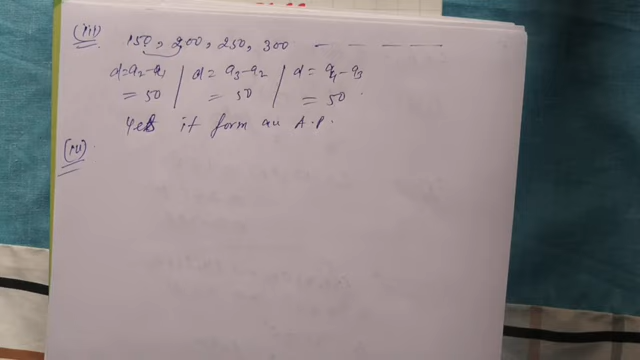 (iii) 150, 200, 250, 300 — — — —
d=a2-a1 | d = a3-a2 | d = a4-a3
= 50 | = 50 | = 50
Yes it form an A.P.
(iv)